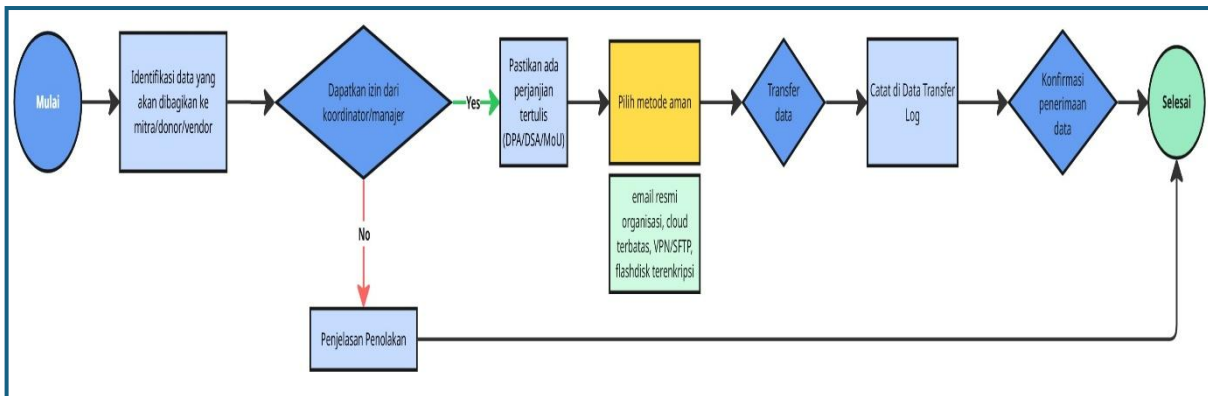 Mulai
Identifikasi data yang
akan dibagikan ke
mitra/donor/vendor
Dapatkan izin dari
koordinator/manajer
Yes
Pastikan ada
perjanjian
tertulis
(DPA/DSA/MoU)
Pilih metode aman
Transfer
data
Catat di Data Transfer
Log
Konfirmasi
penerimaan
data
Selesai
email resmi
organisasi, cloud
terbatas, VPN/SFTP,
flashdisk terenkripsi
No
Penjelasan Penolakan